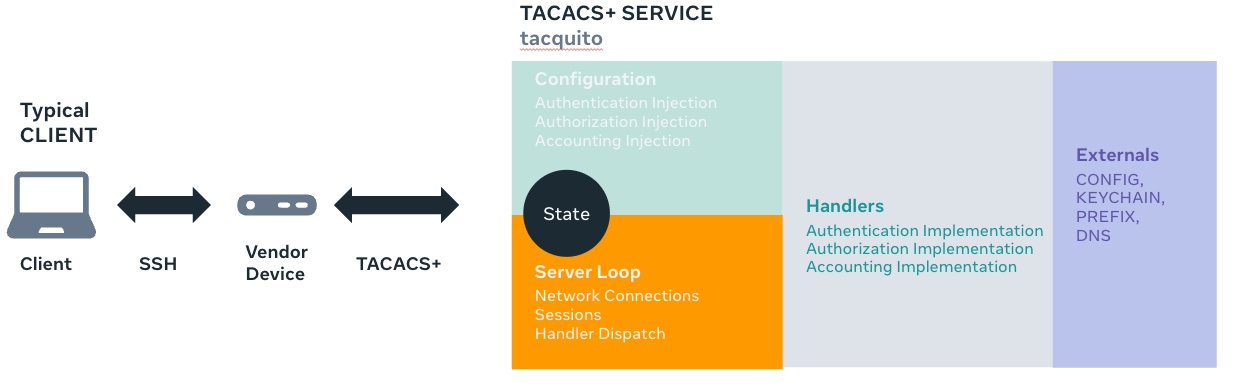 TACACS+ SERVICE
tacquito
Typical
CLIENT
Client
SSH
Vendor
Device
TACACS+
Configuration
Authentication Injection
Authorization Injection
Accounting Injection
State
Server Loop
Network Connections
Sessions
Handler Dispatch
Handlers
Authentication Implementation
Authorization Implementation
Accounting Implementation
Externals
CONFIG,
KEYCHAIN,
PREFIX,
DNS